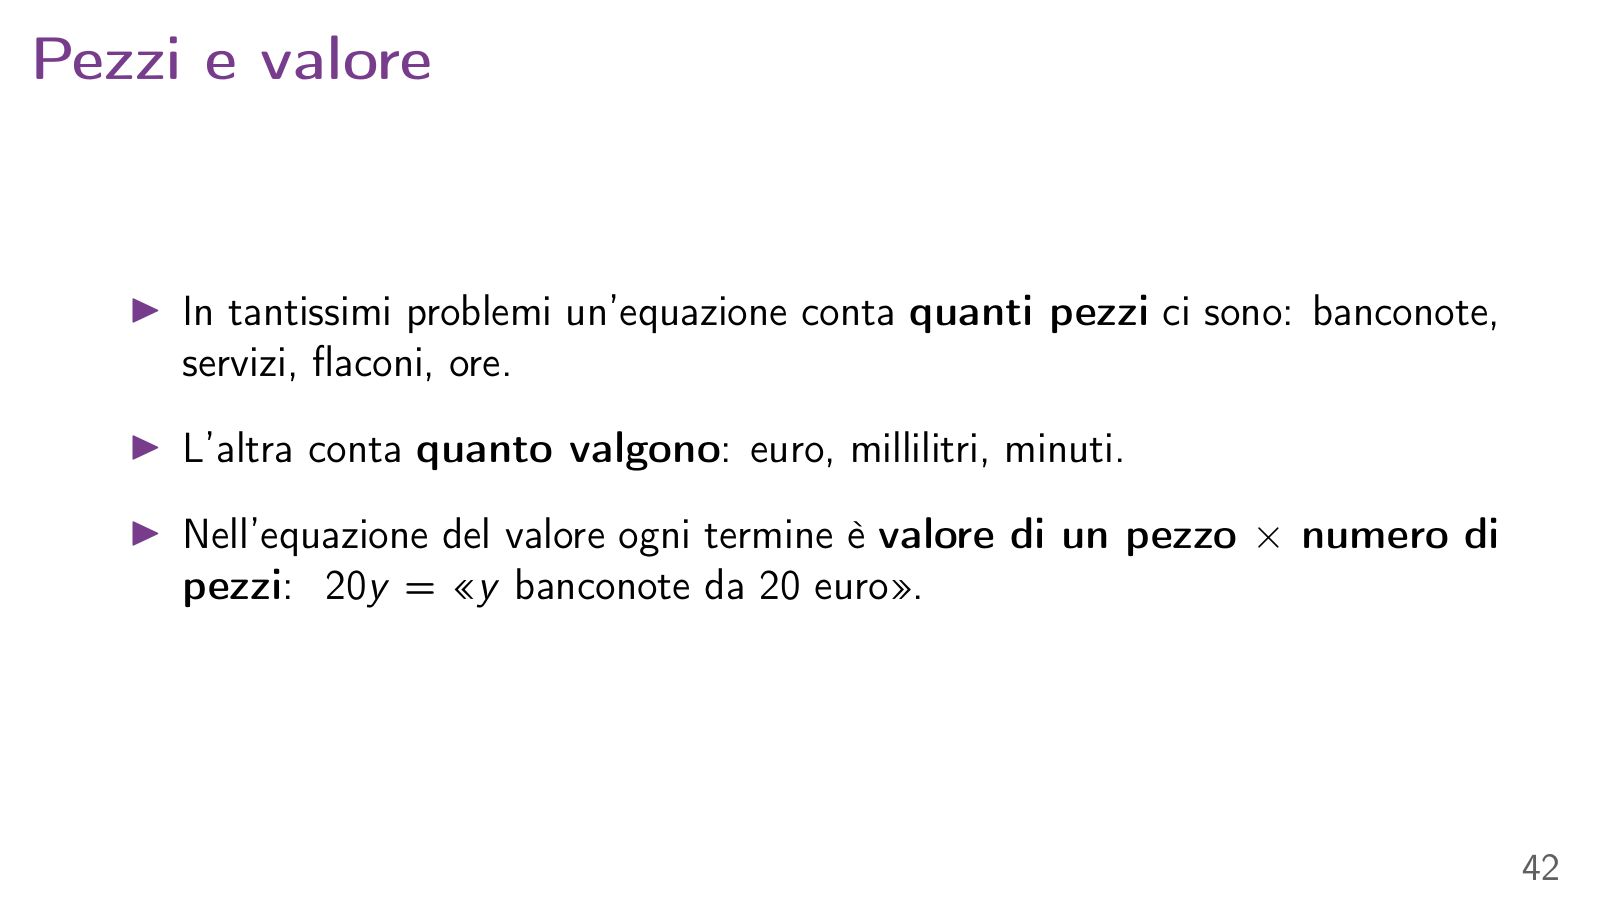 Pezzi e valore
▶ In tantissimi problemi un'equazione conta quanti pezzi ci sono: banconote,
servizi, flaconi, ore.
▶ L'altra conta quanto valgono: euro, millilitri, minuti.
▶ Nell'equazione del valore ogni termine è valore di un pezzo × numero di
pezzi: 20y = «y banconote da 20 euro».
42